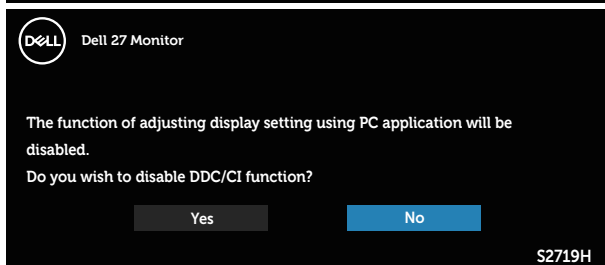 DELL
Dell 27 Monitor
The function of adjusting display setting using PC application will be
disabled.
Do you wish to disable DDC/CI function?
Yes No
S2719H